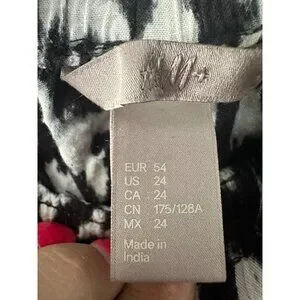 H&M+
EUR 54
US 24
CA 24
CN 175/128A
MX 24
Made in
India